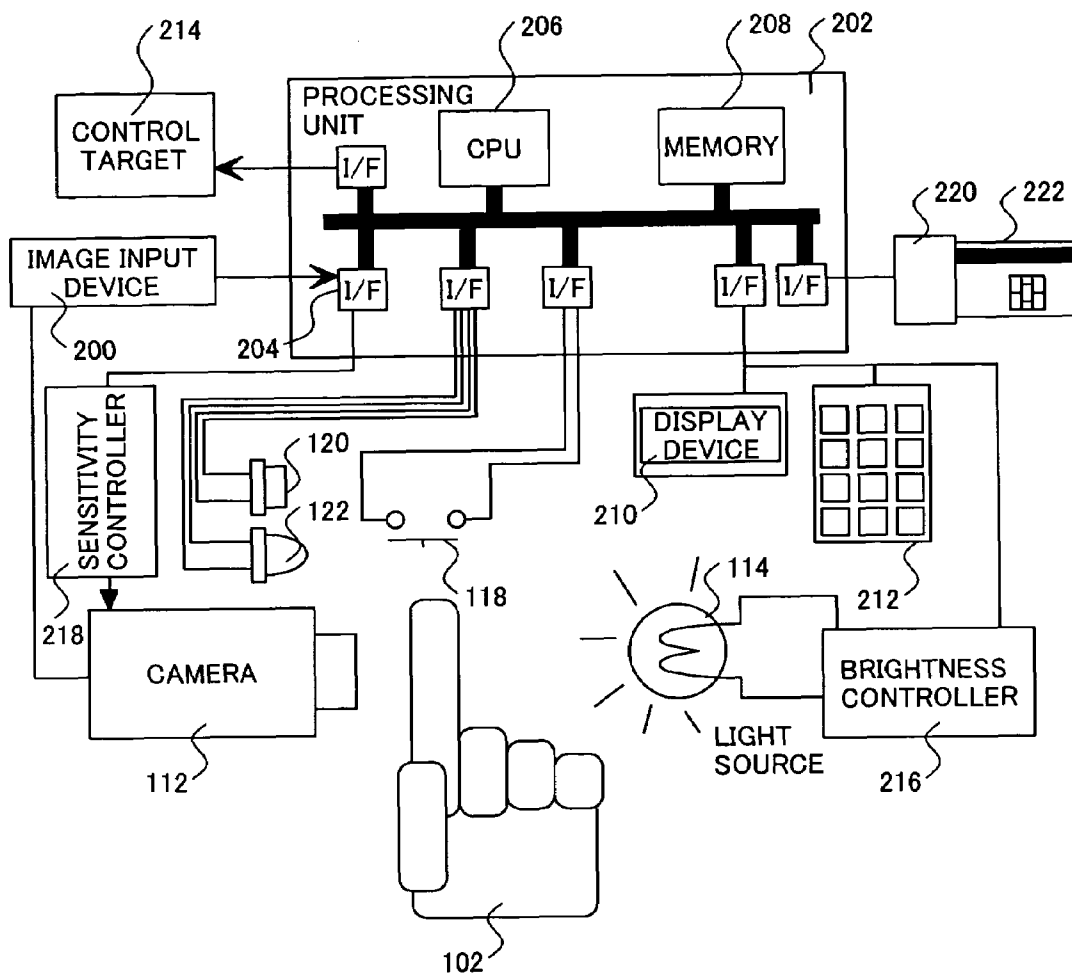 214
206
208
202
PROCESSING
UNIT
CONTROL
TARGET
CPU
MEMORY
I/F
220
222
IMAGE INPUT
DEVICE
I/F
I/F
I/F
I/F
I/F
200
204
SENSITIVITY
CONTROLLER
DISPLAY
DEVICE
120
122
210
118
114
212
218
CAMERA
BRIGHTNESS
CONTROLLER
LIGHT
SOURCE
112
216
102